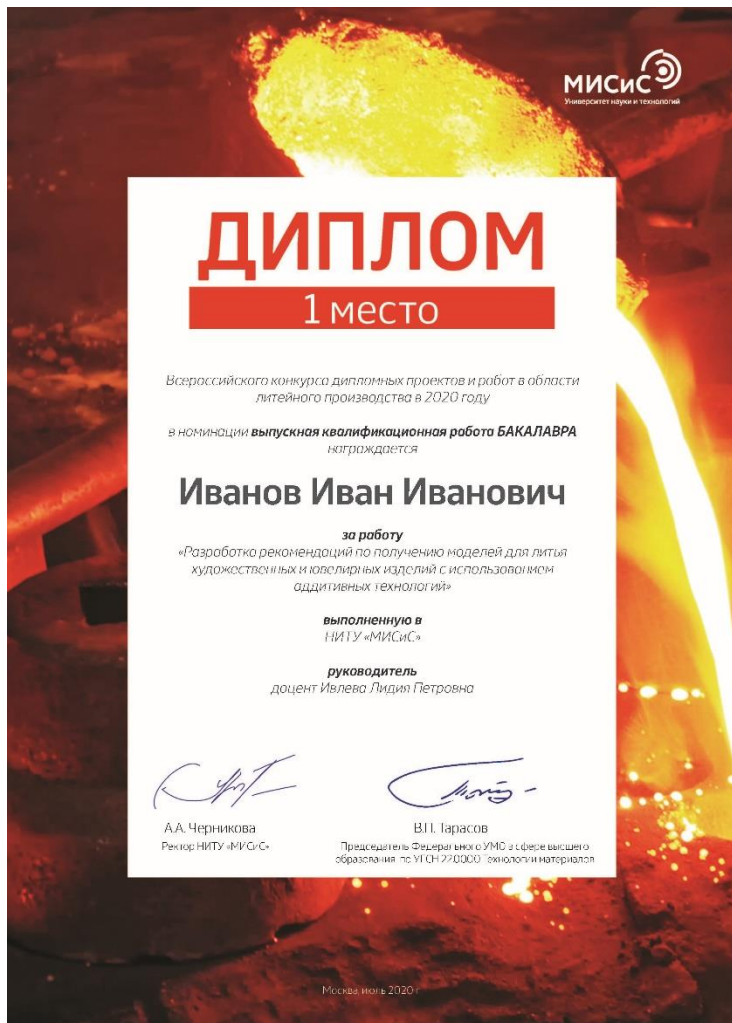 МИСиС
Университет науки и технологий
ДИПЛОМ
1 место
Всероссийского конкурса дипломных проектов и работ в области
литейного производства в 2020 году
в номинации выпускная квалификационная работа БАКАЛАВРА
награждается
Иванов Иван Иванович
за работу
«Разработка рекомендаций по получению моделей для литья
художественных и ювелирных изделий с использованием
аддитивных технологий»
выполненную в
НИТУ «МИСиС»
руководитель
доцент Ивлева Лидия Петровна
А.А. Черникова
В.П. Тарасов
Ректор НИТУ «МИСиС»
Председатель Федерального УМО в сфере высшего
образования по УГСН 22.00.00 Технологии материалов
Москва, июль 2020 г.